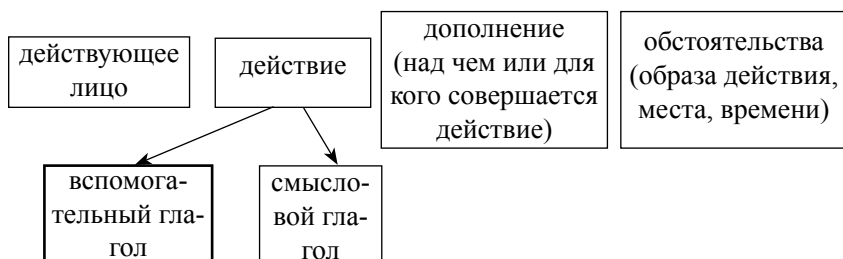 действующее
лицо
действие
дополнение
(над чем или для
кого совершается
действие)
обстоятельства
(образа действия,
места, времени)
вспомога-
тельный гла-
гол
смысло-
вой гла-
гол